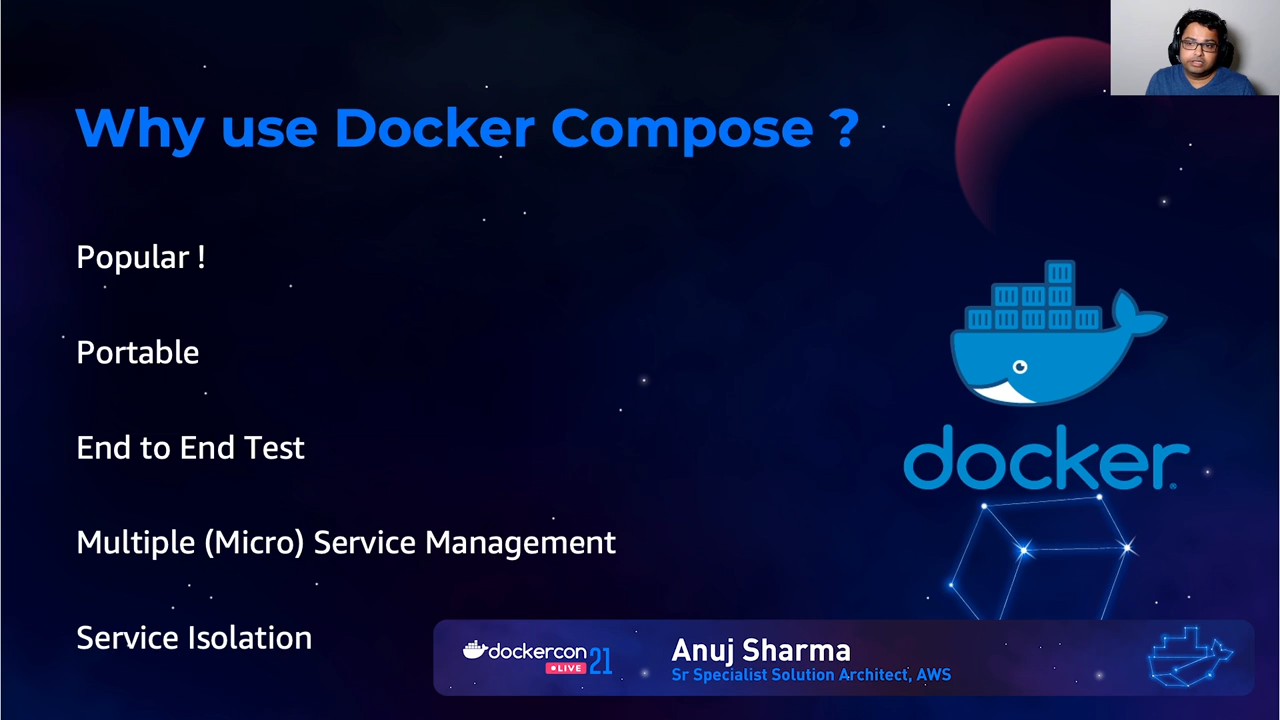 Why use Docker Compose ?
Popular !
Portable
End to End Test
Multiple (Micro) Service Management
Service Isolation
docker
dockercon
LIVE
21
Anuj Sharma
Sr Specialist Solution Architect, AWS